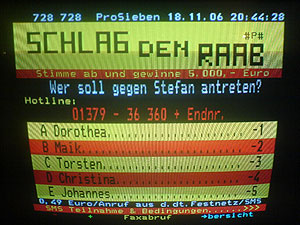 728 728 ProSieben 18.11.06 20:44:28
SCHLAG DEN RAAB
#P#
Stimme ab und gewinne 5.000,- Euro
Wer soll gegen Stefan antreten?
Hotline:
01379 - 36 360 + Endnr.
A Dorothea..................-1
B Maik......................-2
C Torsten...................-3
D Christina.................-4
E Johannes..................-5
0,49 Euro/Anruf aus d.dt.Festnetz/SMS
SMS Teilnahme & Bedingungen.....>>>
Faxabruf →bersicht